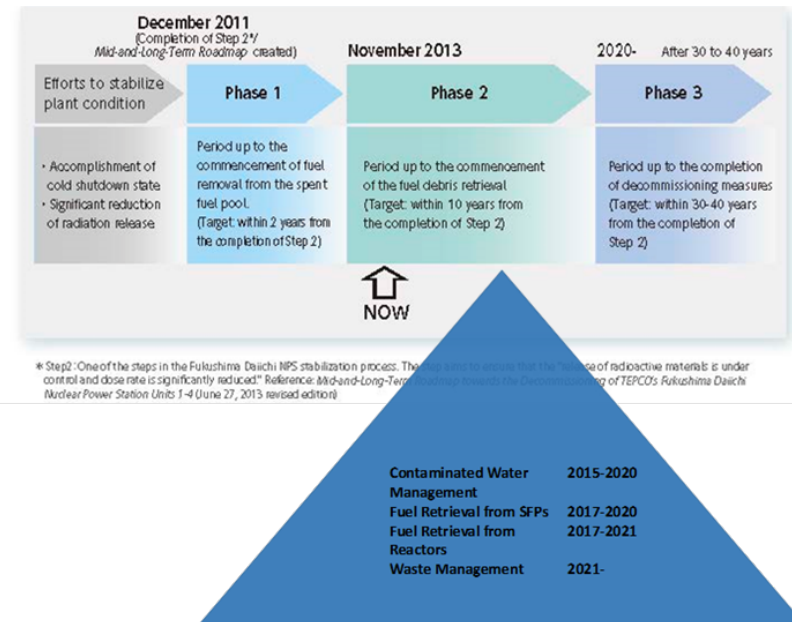 December 2011
(Completion of Step 2*/
Mid-and-Long-Term Roadmap created)
November 2013
2020- After 30 to 40 years
Efforts to stabilize
plant condition
Phase 1
Phase 2
Phase 3
・Accomplishment of
cold shutdown state
・Significant reduction
of radiation release
Period up to the
commencement of fuel
removal from the spent
fuel pool.
(Target: within 2 years from
the completion of Step 2)
Period up to the commencement
of the fuel debris retrieval
(Target: within 10 years from
the completion of Step 2)
Period up to the completion
of decommissioning measures
(Target: within 30-40 years
from the completion of
Step 2)
NOW
* Step2:One of the steps in the Fukushima Daiichi NPS stabilization process. The step aims to ensure that the "release of radioactive materials is under
control and dose rate is significantly reduced." Reference: Mid-and-Long-Term Roadmap towards the Decommissioning of TEPCO's Fukushima Daiichi
Nuclear Power Station Units 1-4 (June 27, 2013 revised edition)
Contaminated Water 2015-2020
Management
Fuel Retrieval from SFPs 2017-2020
Fuel Retrieval from 2017-2021
Reactors
Waste Management 2021-